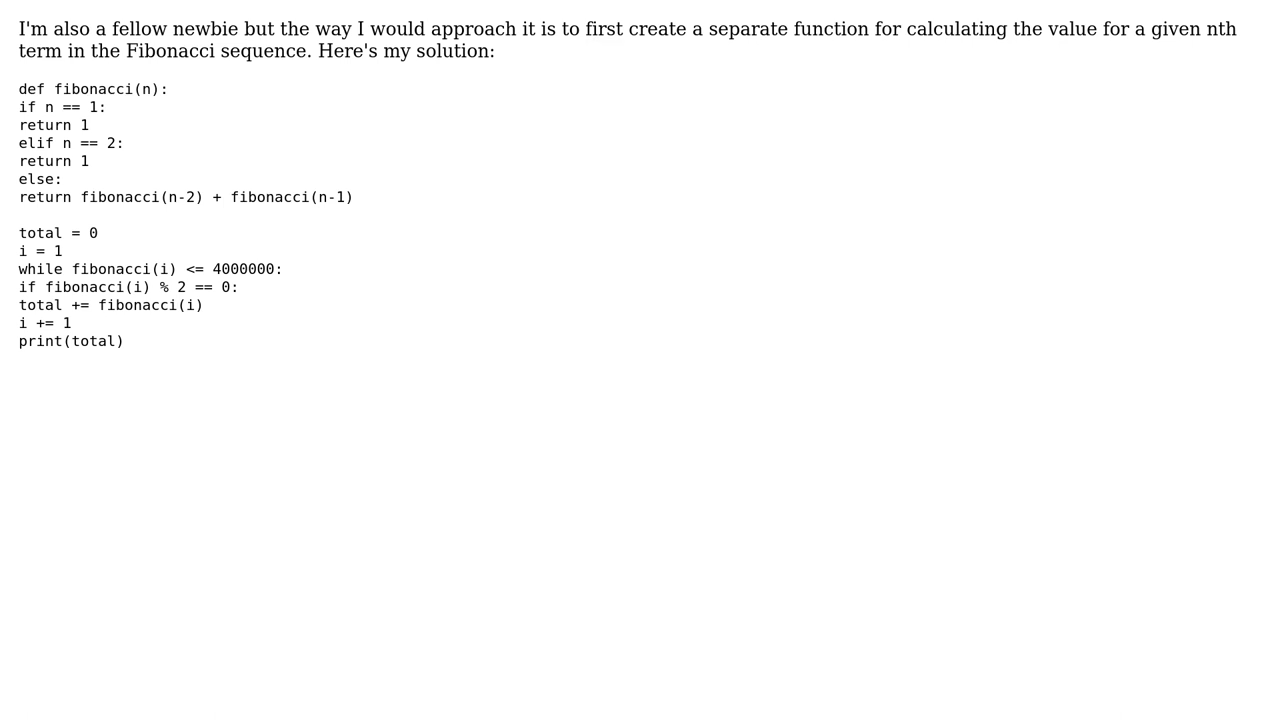 I'm also a fellow newbie but the way I would approach it is to first create a separate function for calculating the value for a given nth
term in the Fibonacci sequence. Here's my solution:
def fibonacci(n):
if n == 1:
return 1
elif n == 2:
return 1
else:
return fibonacci(n-2) + fibonacci(n-1)
total = 0
i = 1
while fibonacci(i) <= 4000000:
if fibonacci(i) % 2 == 0:
total += fibonacci(i)
i += 1
print(total)